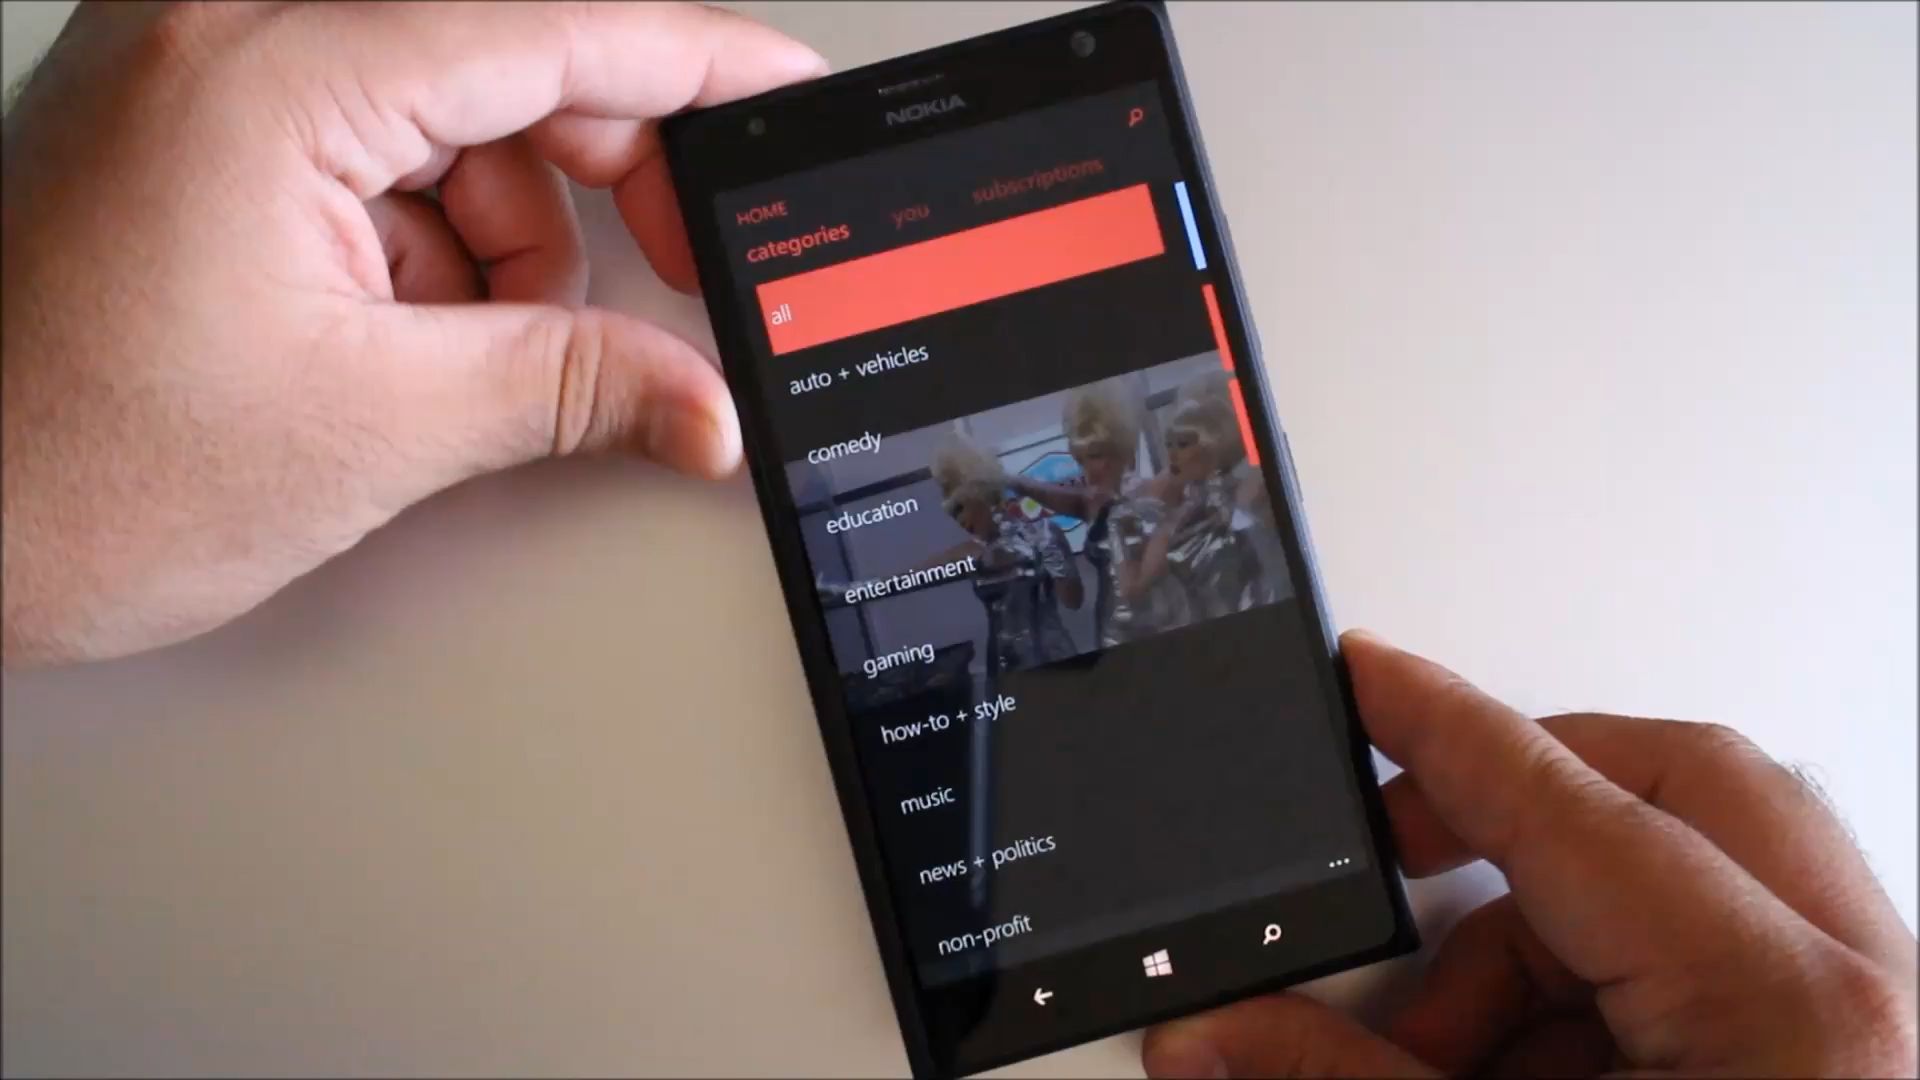 NOKIA
HOME
categories you subscriptions
all
auto + vehicles
comedy
education
entertainment
gaming
how-to + style
music
news + politics
non-profit